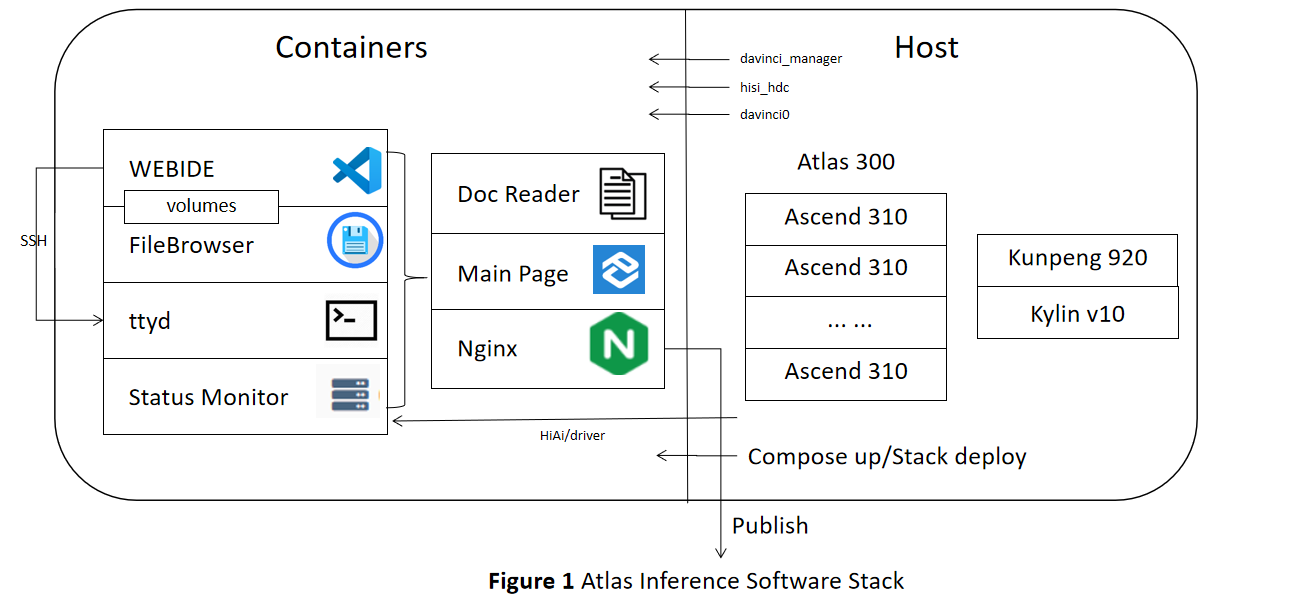 Containers
Host
davinci_manager
hisi_hdc
davinci0
WEBIDE
volumes
FileBrowser
ttyd
Status Monitor
SSH
Doc Reader
Main Page
Nginx
N
Atlas 300
Ascend 310
Ascend 310
... ...
Ascend 310
Kunpeng 920
Kylin v10
HiAi/driver
Compose up/Stack deploy
Publish
Figure 1 Atlas Inference Software Stack